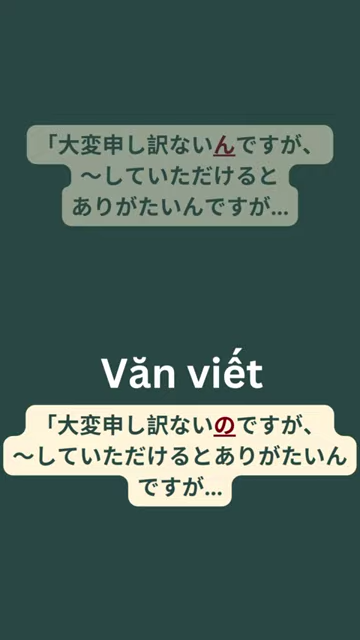 「大変申し訳ないんですが、
〜していただけると
ありがたいんですが...
Văn viết
「大変申し訳ないのですが、
〜していただけるとありがたいん
ですが...